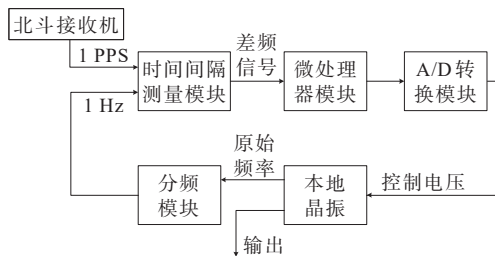 北斗接收机
1 PPS
1 Hz
时间间隔
测量模块
差频
信号
微处理
器模块
A/D转
换模块
原始
频率
分频
模块
本地
晶振
控制电压
输出